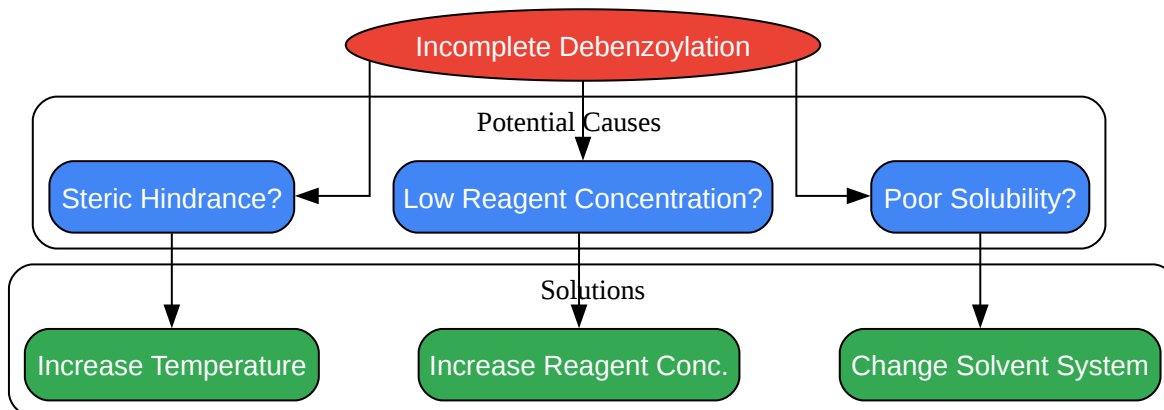 Incomplete Debenzoylation
Potential Causes
Steric Hindrance?
Low Reagent Concentration?
Poor Solubility?
Solutions
Increase Temperature
Increase Reagent Conc.
Change Solvent System